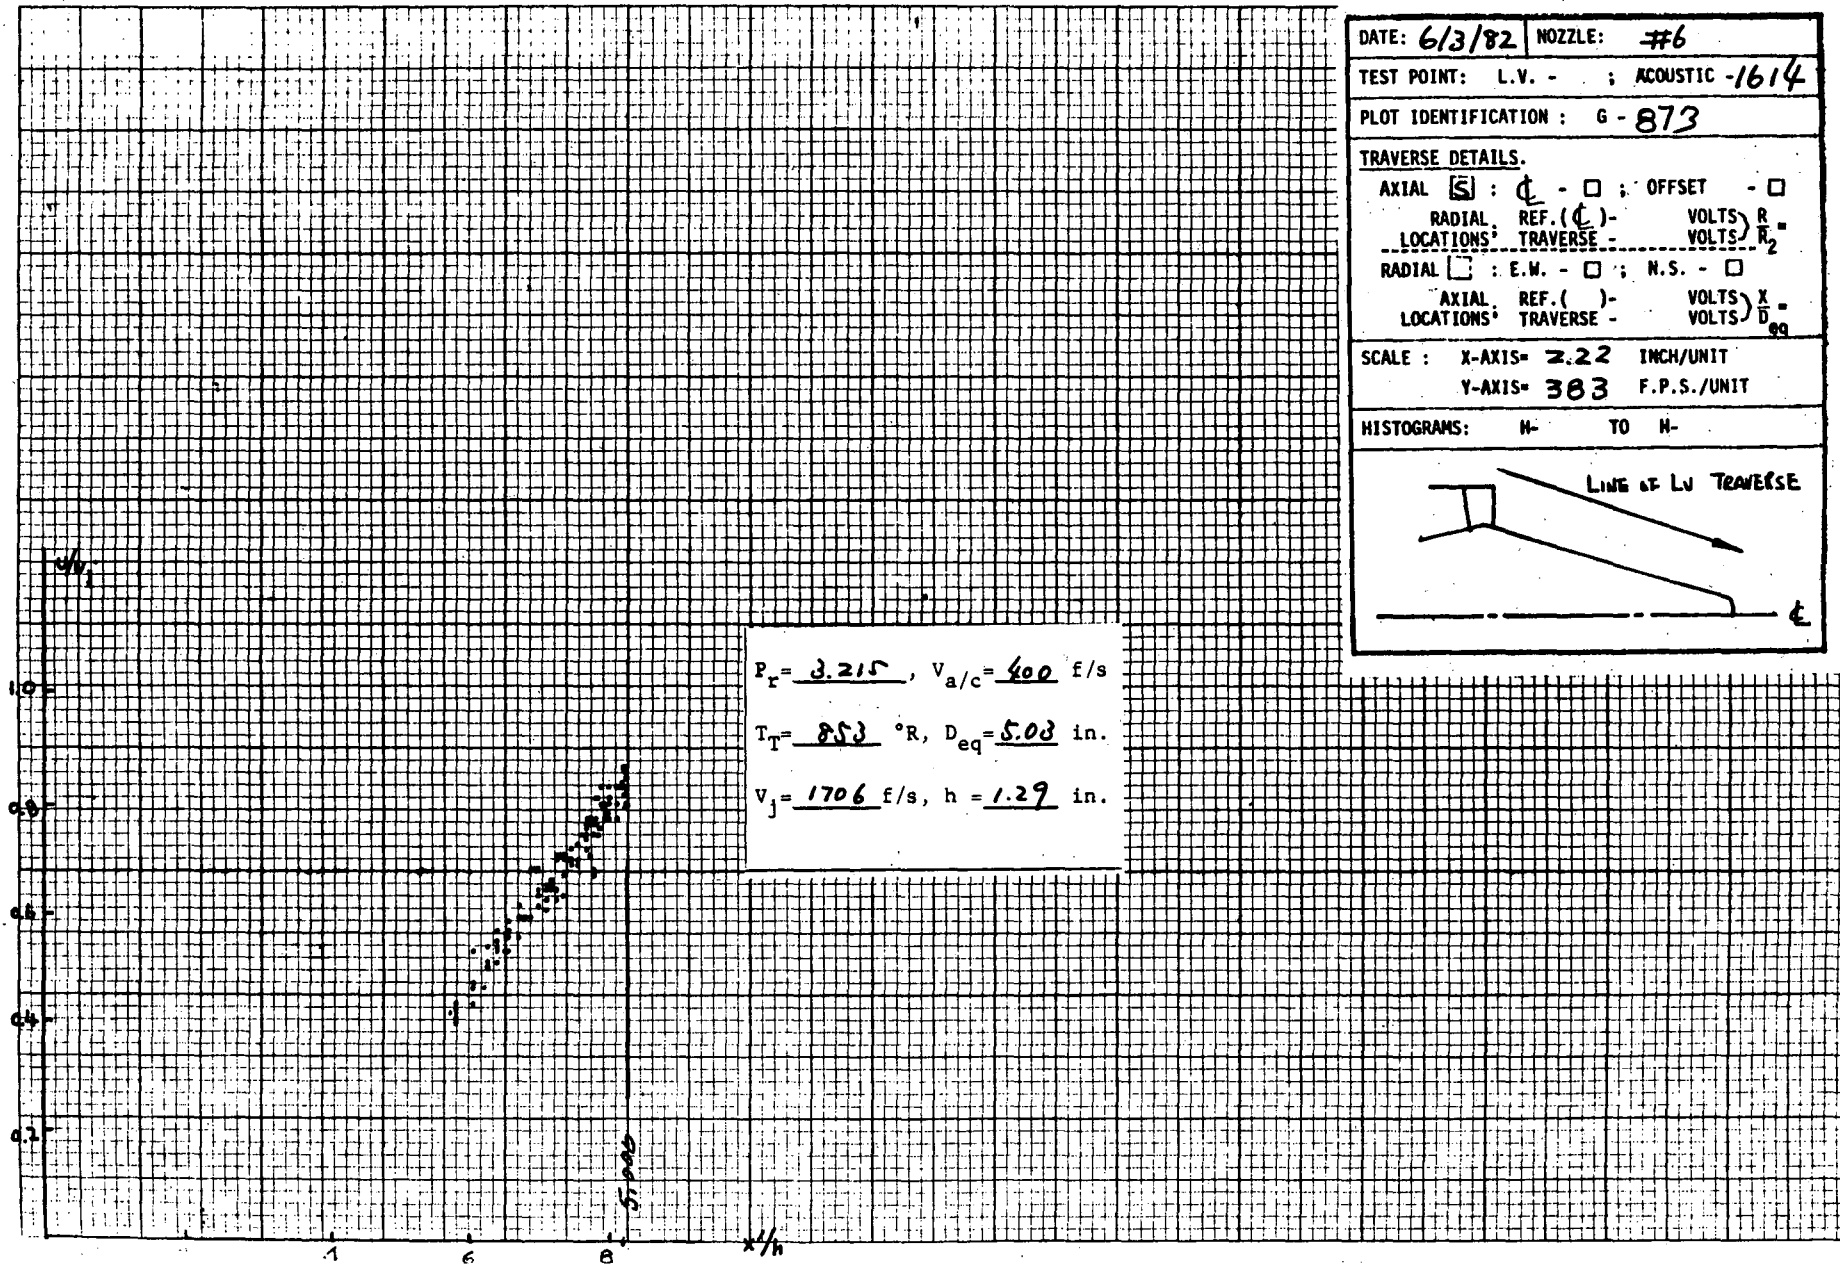 DATE: 6/3/82 NOZZLE: #6
TEST POINT: L.V. - ; ACOUSTIC -1614
PLOT IDENTIFICATION : G - 873
TRAVERSE DETAILS.
AXIAL S : ℄ - □ ; OFFSET - □
RADIAL LOCATIONS: REF.(℄)- VOLTS
TRAVERSE - VOLTS } R/R2 =
RADIAL □ : E.W. - □ ; N.S. - □
AXIAL LOCATIONS: REF.( )- VOLTS
TRAVERSE - VOLTS } X/Deq =
SCALE : X-AXIS= 2.22 INCH/UNIT
Y-AXIS= 383 F.P.S./UNIT
HISTOGRAMS: H- TO H-
LINE OF LV TRAVERSE
℄
u/vj
1.0
0.8
0.6
0.4
0.2
Pr= 3.215, Va/c= 400 f/s
TT= 853 °R, Deq= 5.03 in.
Vj= 1706 f/s, h = 1.29 in.
6
8
x'/h